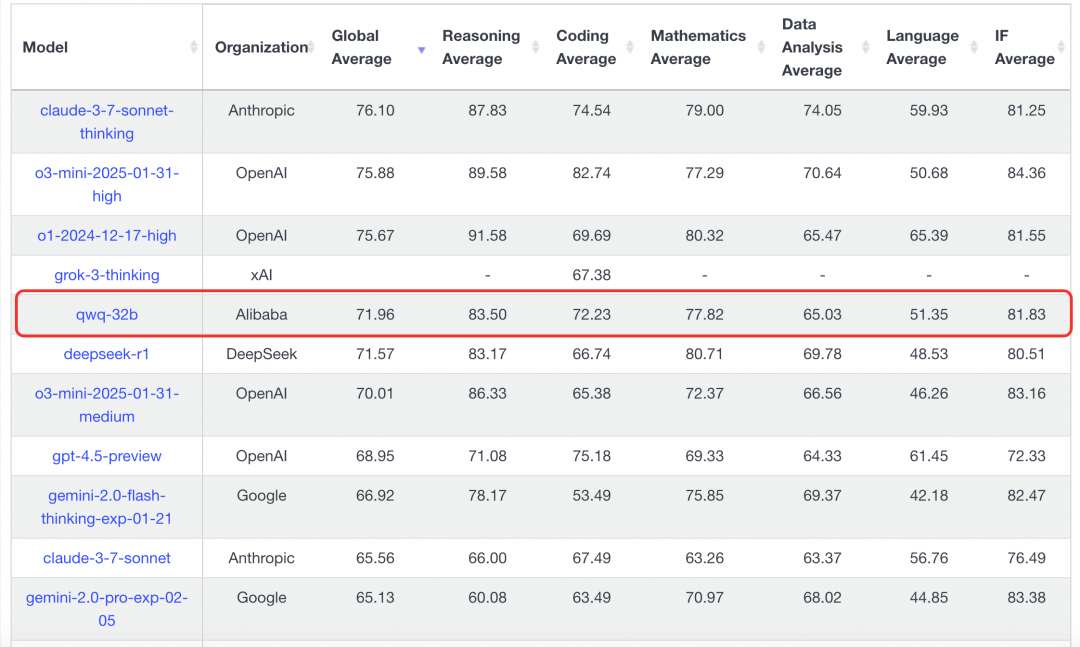 Model Organization Global Average Reasoning Average Coding Average Mathematics Average Data Analysis Average Language Average IF Average
claude-3-7-sonnet-thinking Anthropic 76.10 87.83 74.54 79.00 74.05 59.93 81.25
o3-mini-2025-01-31-high OpenAI 75.88 89.58 82.74 77.29 70.64 50.68 84.36
o1-2024-12-17-high OpenAI 75.67 91.58 69.69 80.32 65.47 65.39 81.55
grok-3-thinking xAI - 67.38 - - - -
qwq-32b Alibaba 71.96 83.50 72.23 77.82 65.03 51.35 81.83
deepseek-r1 DeepSeek 71.57 83.17 66.74 80.71 69.78 48.53 80.51
o3-mini-2025-01-31-medium OpenAI 70.01 86.33 65.38 72.37 66.56 46.26 83.16
gpt-4.5-preview OpenAI 68.95 71.08 75.18 69.33 64.33 61.45 72.33
gemini-2.0-flash-thinking-exp-01-21 Google 66.92 78.17 53.49 75.85 69.37 42.18 82.47
claude-3-7-sonnet Anthropic 65.56 66.00 67.49 63.26 63.37 56.76 76.49
gemini-2.0-pro-exp-02-05 Google 65.13 60.08 63.49 70.97 68.02 44.85 83.38